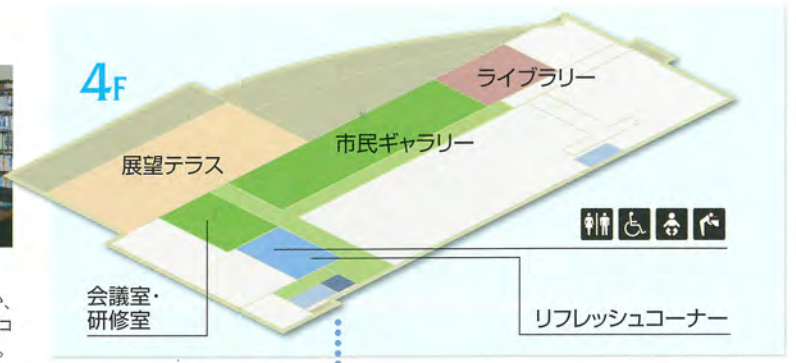 4F
ライブラリー
市民ギャラリー
展望テラス
会議室・
研修室
リフレッシュコーナー
、
コ
。